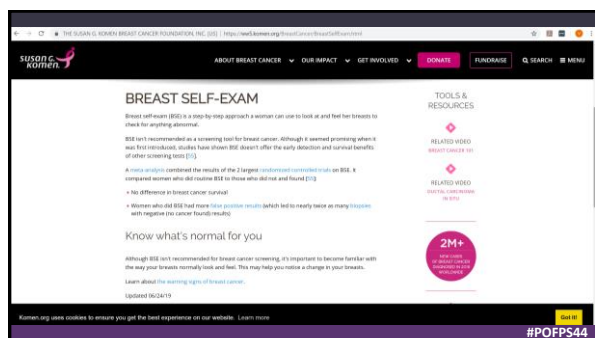 THE SUSAN G. KOMEN BREAST CANCER FOUNDATION, INC. [US] | https://ww5.komen.org/BreastCancer/BreastSelfExam.html
susan G. komen.
ABOUT BREAST CANCER OUR IMPACT GET INVOLVED DONATE FUNDRAISE SEARCH MENU
BREAST SELF-EXAM
Breast self-exam (BSE) is a step-by-step approach a woman can use to look at and feel her breasts to
check for anything abnormal.
BSE isn't recommended as a screening tool for breast cancer. Although it seemed promising when it
was first introduced, studies have shown BSE doesn't offer the early detection and survival benefits
of other screening tests
A meta-analysis combined the results of the 2 largest randomized controlled trials on BSE. It
compared women who did routine BSE to those who did not and found
• No difference in breast cancer survival
• Women who did BSE had more false positive results (which led to nearly twice as many biopsies
with negative (no cancer found) results)
Know what's normal for you
Although BSE isn't recommended for breast cancer screening, it's important to become familiar with
the way your breasts normally look and feel. This may help you notice a change in your breasts.
Learn about the warning signs of breast cancer.
Updated 06/24/19
TOOLS &
RESOURCES
RELATED VIDEO
BREAST CANCER 101
RELATED VIDEO
DUCTAL CARCINOMA
IN SITU
2M+
NEW CASES
OF BREAST CANCER
DIAGNOSED IN 2018
WORLDWIDE
Komen.org uses cookies to ensure you get the best experience on our website. Learn more
Got it!
#POFPS44